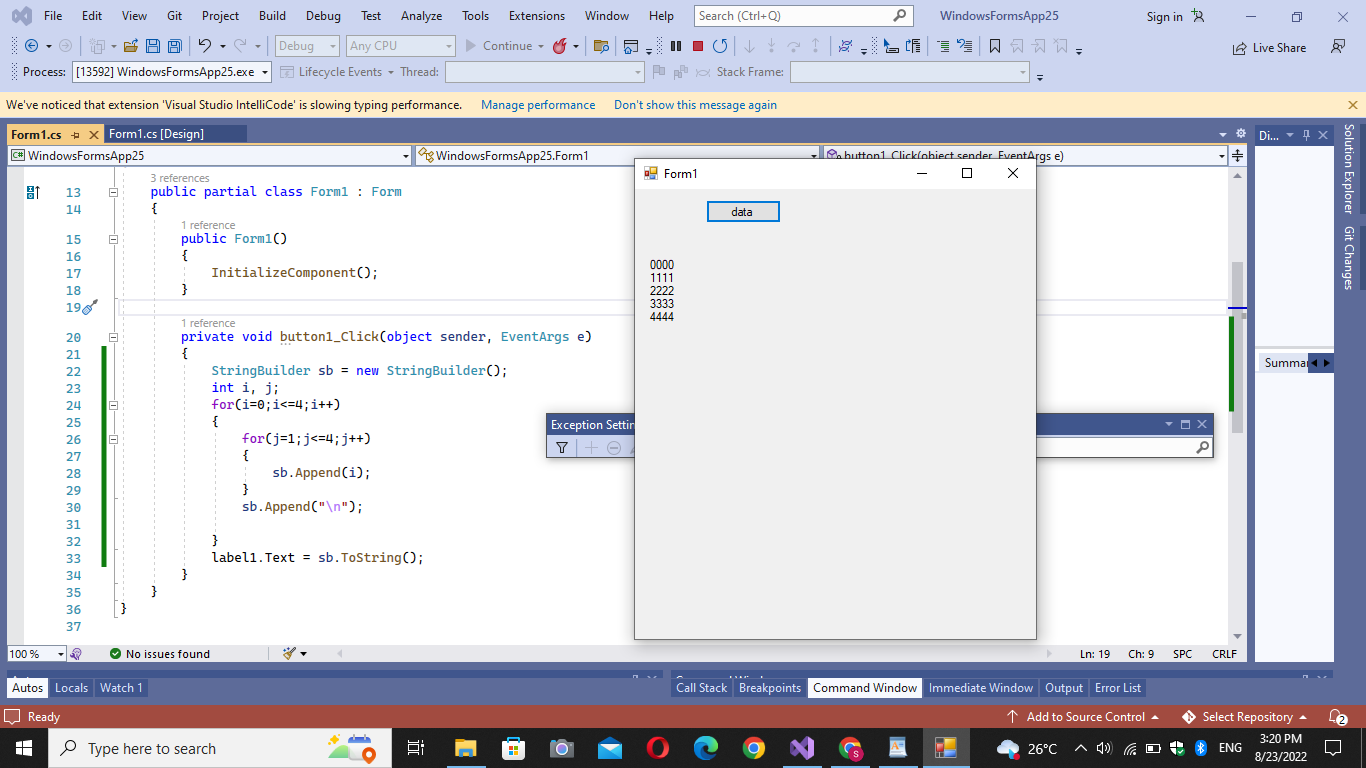 File Edit View Git Project Build Debug Test Analyze Tools Extensions Window Help Search (Ctrl+Q) WindowsFormsApp25 Sign in
Debug Any CPU Continue Live Share
Process: [13592] WindowsFormsApp25.exe Lifecycle Events Thread: Stack Frame:
We've noticed that extension 'Visual Studio IntelliCode' is slowing typing performance. Manage performance Don't show this message again
Form1.cs Form1.cs [Design] Di...
C# WindowsFormsApp25 WindowsFormsApp25.Form1 button1_Click(object sender, EventArgs e)
Solution Explorer
Git Changes
3 references
13 public partial class Form1 : Form
14 {
1 reference
15 public Form1()
16 {
17 InitializeComponent();
18 }
19
1 reference
20 private void button1_Click(object sender, EventArgs e)
21 {
22 StringBuilder sb = new StringBuilder();
23 int i, j;
24 for(i=0;i<=4;i++)
25 {
26 for(j=1;j<=4;j++)
27 {
28 sb.Append(i);
29 }
30 sb.Append("\n");
31
32 }
33 label1.Text = sb.ToString();
34 }
35 }
36 }
37
Form1
data
0000
1111
2222
3333
4444
Exception Settin
Summar
100 % No issues found Ln: 19 Ch: 9 SPC CRLF
Autos Locals Watch 1 Call Stack Breakpoints Command Window Immediate Window Output Error List
Ready Add to Source Control Select Repository 2
Type here to search 26°C ENG 3:20 PM
8/23/2022